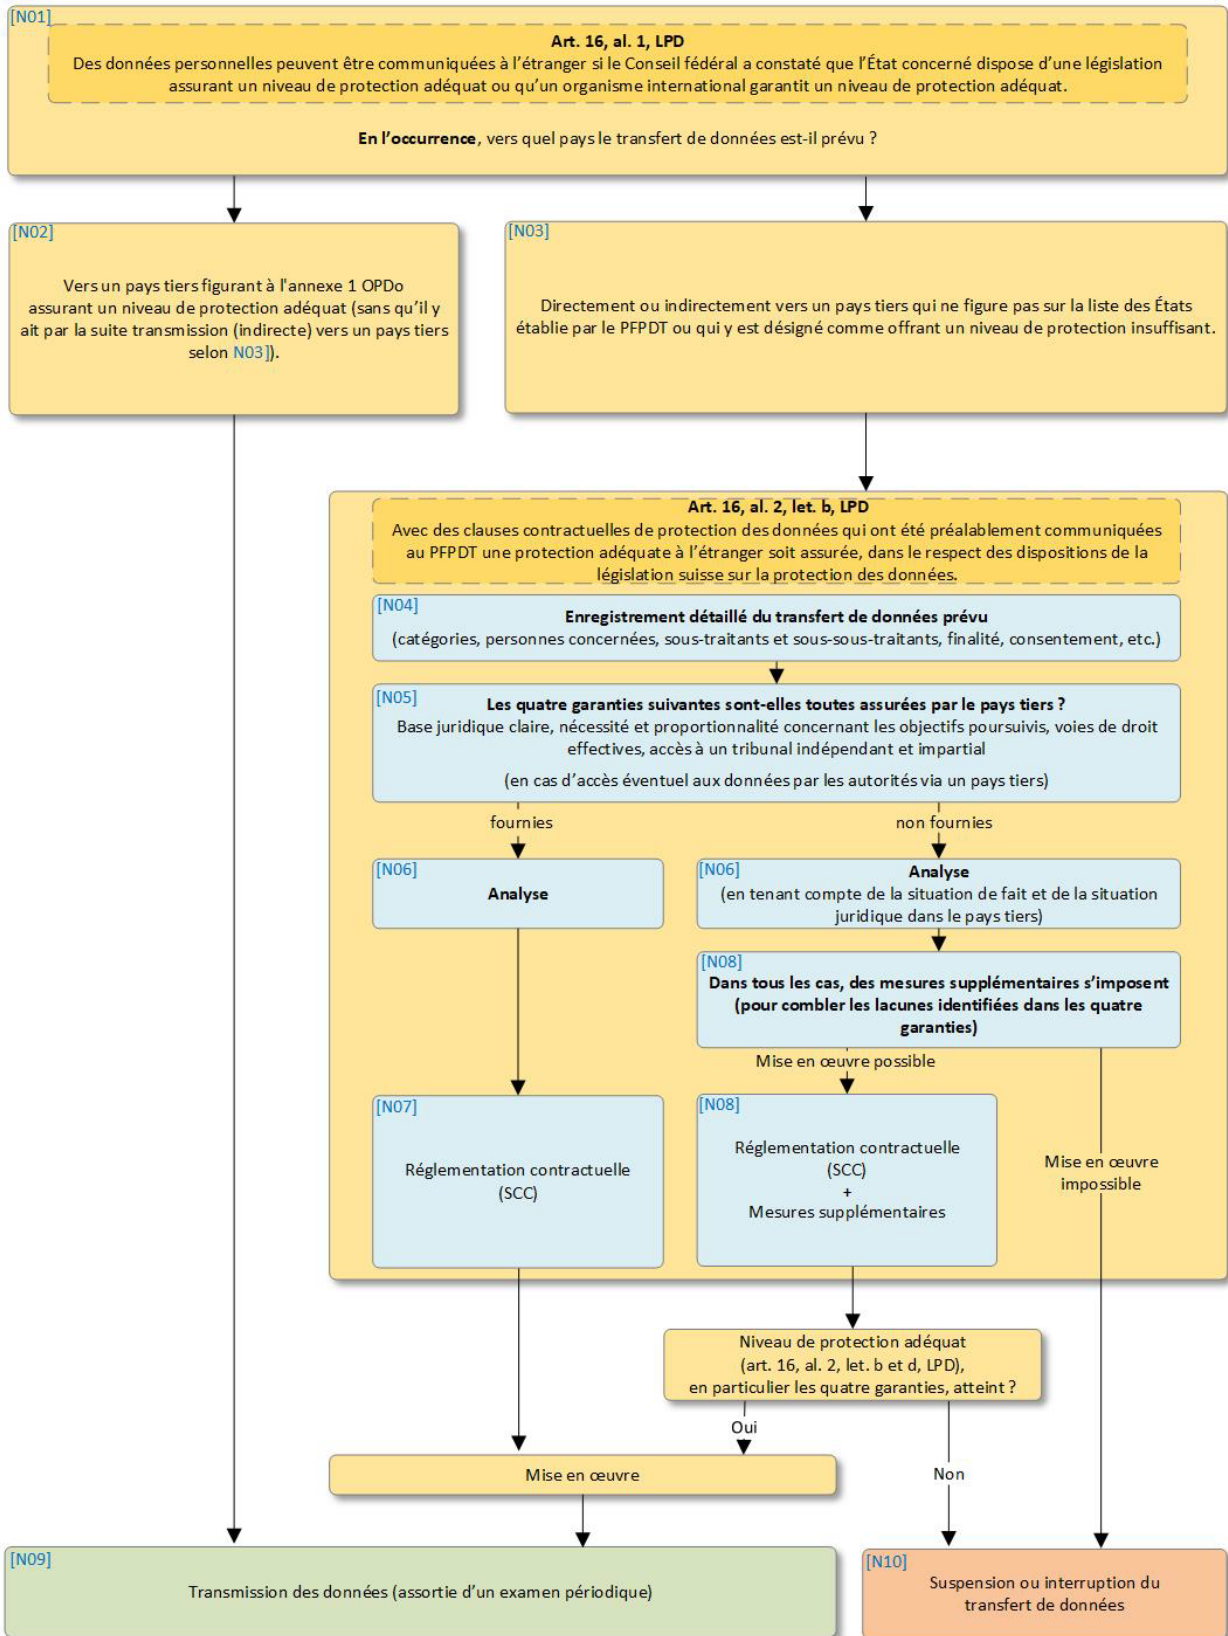 [N01]
Art. 16, al. 1, LPD
Des données personnelles peuvent être communiquées à l’étranger si le Conseil fédéral a constaté que l’État concerné dispose d’une législation
assurant un niveau de protection adéquat ou qu’un organisme international garantit un niveau de protection adéquat.
En l’occurrence, vers quel pays le transfert de données est-il prévu ?
[N02]
Vers un pays tiers figurant à l'annexe 1 OPDo
assurant un niveau de protection adéquat (sans qu’il y
ait par la suite transmission (indirecte) vers un pays tiers
selon N03]).
[N03]
Directement ou indirectement vers un pays tiers qui ne figure pas sur la liste des États
établie par le PFPDT ou qui y est désigné comme offrant un niveau de protection insuffisant.
Art. 16, al. 2, let. b, LPD
Avec des clauses contractuelles de protection des données qui ont été préalablement communiquées
au PFPDT une protection adéquate à l’étranger soit assurée, dans le respect des dispositions de la
législation suisse sur la protection des données.
[N04]
Enregistrement détaillé du transfert de données prévu
(catégories, personnes concernées, sous-traitants et sous-sous-traitants, finalité, consentement, etc.)
[N05]
Les quatre garanties suivantes sont-elles toutes assurées par le pays tiers ?
Base juridique claire, nécessité et proportionnalité concernant les objectifs poursuivis, voies de droit
effectives, accès à un tribunal indépendant et impartial
(en cas d’accès éventuel aux données par les autorités via un pays tiers)
fournies
non fournies
[N06]
Analyse
[N06]
Analyse
(en tenant compte de la situation de fait et de la situation
juridique dans le pays tiers)
[N08]
Dans tous les cas, des mesures supplémentaires s’imposent
(pour combler les lacunes identifiées dans les quatre
garanties)
Mise en œuvre possible
[N07]
Réglementation contractuelle
(SCC)
[N08]
Réglementation contractuelle
(SCC)
+
Mesures supplémentaires
Mise en œuvre
impossible
Niveau de protection adéquat
(art. 16, al. 2, let. b et d, LPD),
en particulier les quatre garanties, atteint ?
Oui
Non
Mise en œuvre
[N09]
Transmission des données (assortie d’un examen périodique)
[N10]
Suspension ou interruption du
transfert de données